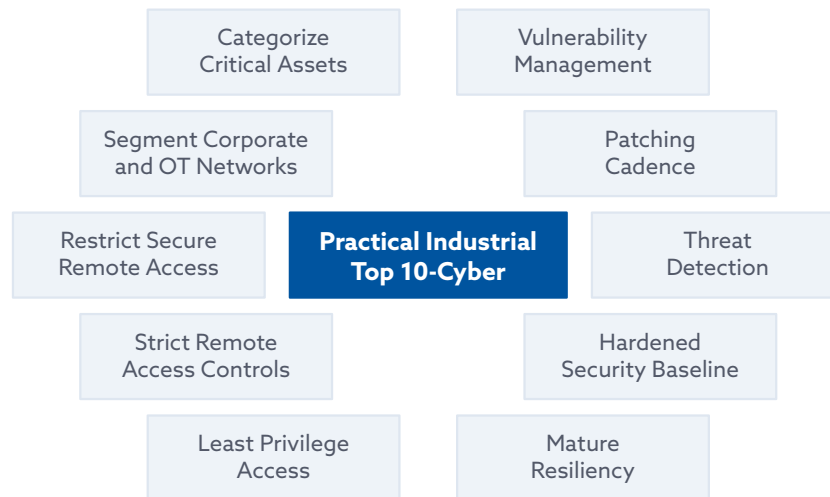 Categorize
Critical Assets
Vulnerability
Management
Segment Corporate
and OT Networks
Patching
Cadence
Restrict Secure
Remote Access
Practical Industrial
Top 10-Cyber
Threat
Detection
Strict Remote
Access Controls
Hardened
Security Baseline
Least Privilege
Access
Mature
Resiliency